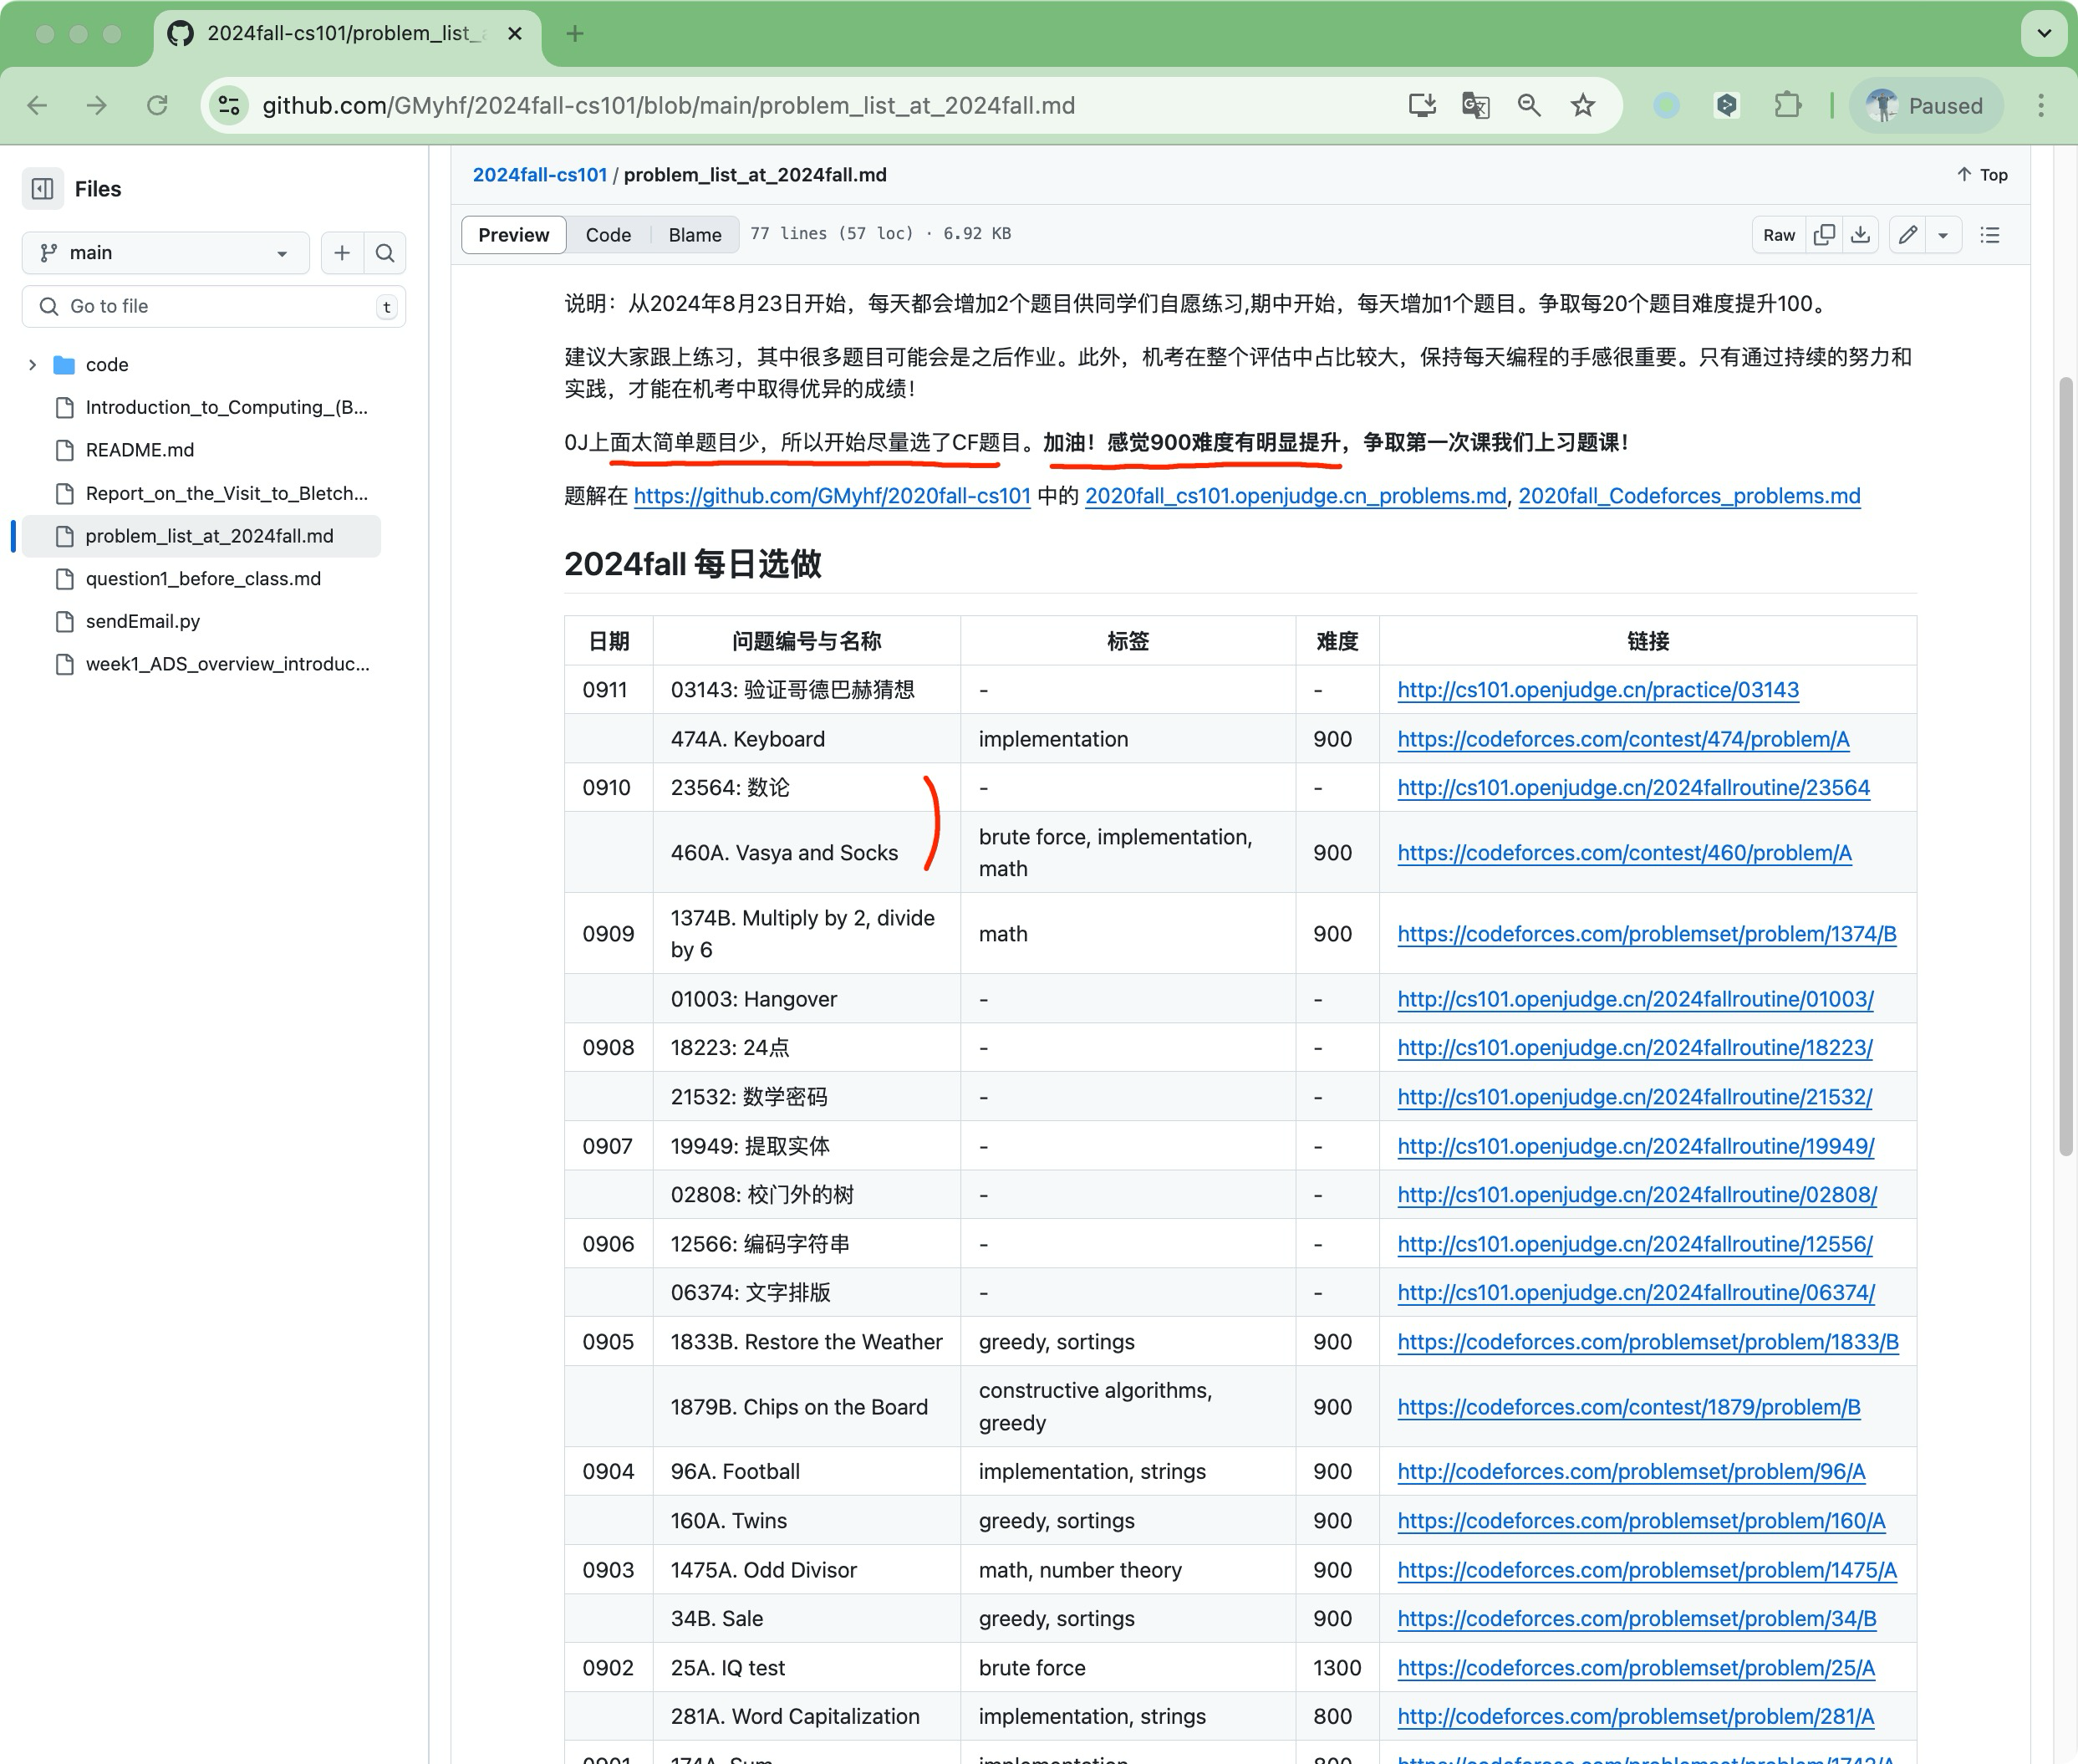 2024fall-cs101/problem_list_
github.com/GMyhf/2024fall-cs101/blob/main/problem_list_at_2024fall.md
Paused
Files
main
Go to file
t
code
Introduction_to_Computing_(B...
README.md
Report_on_the_Visit_to_Bletch...
problem_list_at_2024fall.md
question1_before_class.md
sendEmail.py
week1_ADS_overview_introduc...
2024fall-cs101 / problem_list_at_2024fall.md
Top
Preview Code Blame 77 lines (57 loc) · 6.92 KB
Raw
说明：从2024年8月23日开始，每天都会增加2个题目供同学们自愿练习,期中开始，每天增加1个题目。争取每20个题目难度提升100。
建议大家跟上练习，其中很多题目可能会是之后作业。此外，机考在整个评估中占比较大，保持每天编程的手感很重要。只有通过持续的努力和
实践，才能在机考中取得优异的成绩！
OJ上面太简单题目少，所以开始尽量选了CF题目。加油！感觉900难度有明显提升，争取第一次课我们上习题课！
题解在 https://github.com/GMyhf/2020fall-cs101 中的 2020fall_cs101.openjudge.cn_problems.md, 2020fall_Codeforces_problems.md
2024fall 每日选做
日期 问题编号与名称 标签 难度 链接
0911 03143: 验证哥德巴赫猜想 - - http://cs101.openjudge.cn/practice/03143
474A. Keyboard implementation 900 https://codeforces.com/contest/474/problem/A
0910 23564: 数论 - - http://cs101.openjudge.cn/2024fallroutine/23564
460A. Vasya and Socks brute force, implementation,
math 900 https://codeforces.com/contest/460/problem/A
0909 1374B. Multiply by 2, divide
by 6 math 900 https://codeforces.com/problemset/problem/1374/B
01003: Hangover - - http://cs101.openjudge.cn/2024fallroutine/01003/
0908 18223: 24点 - - http://cs101.openjudge.cn/2024fallroutine/18223/
21532: 数学密码 - - http://cs101.openjudge.cn/2024fallroutine/21532/
0907 19949: 提取实体 - - http://cs101.openjudge.cn/2024fallroutine/19949/
02808: 校门外的树 - - http://cs101.openjudge.cn/2024fallroutine/02808/
0906 12566: 编码字符串 - - http://cs101.openjudge.cn/2024fallroutine/12556/
06374: 文字排版 - - http://cs101.openjudge.cn/2024fallroutine/06374/
0905 1833B. Restore the Weather greedy, sortings 900 https://codeforces.com/problemset/problem/1833/B
1879B. Chips on the Board constructive algorithms,
greedy 900 https://codeforces.com/contest/1879/problem/B
0904 96A. Football implementation, strings 900 http://codeforces.com/problemset/problem/96/A
160A. Twins greedy, sortings 900 https://codeforces.com/problemset/problem/160/A
0903 1475A. Odd Divisor math, number theory 900 https://codeforces.com/problemset/problem/1475/A
34B. Sale greedy, sortings 900 https://codeforces.com/problemset/problem/34/B
0902 25A. IQ test brute force 1300 https://codeforces.com/problemset/problem/25/A
281A. Word Capitalization implementation, strings 800 http://codeforces.com/problemset/problem/281/A